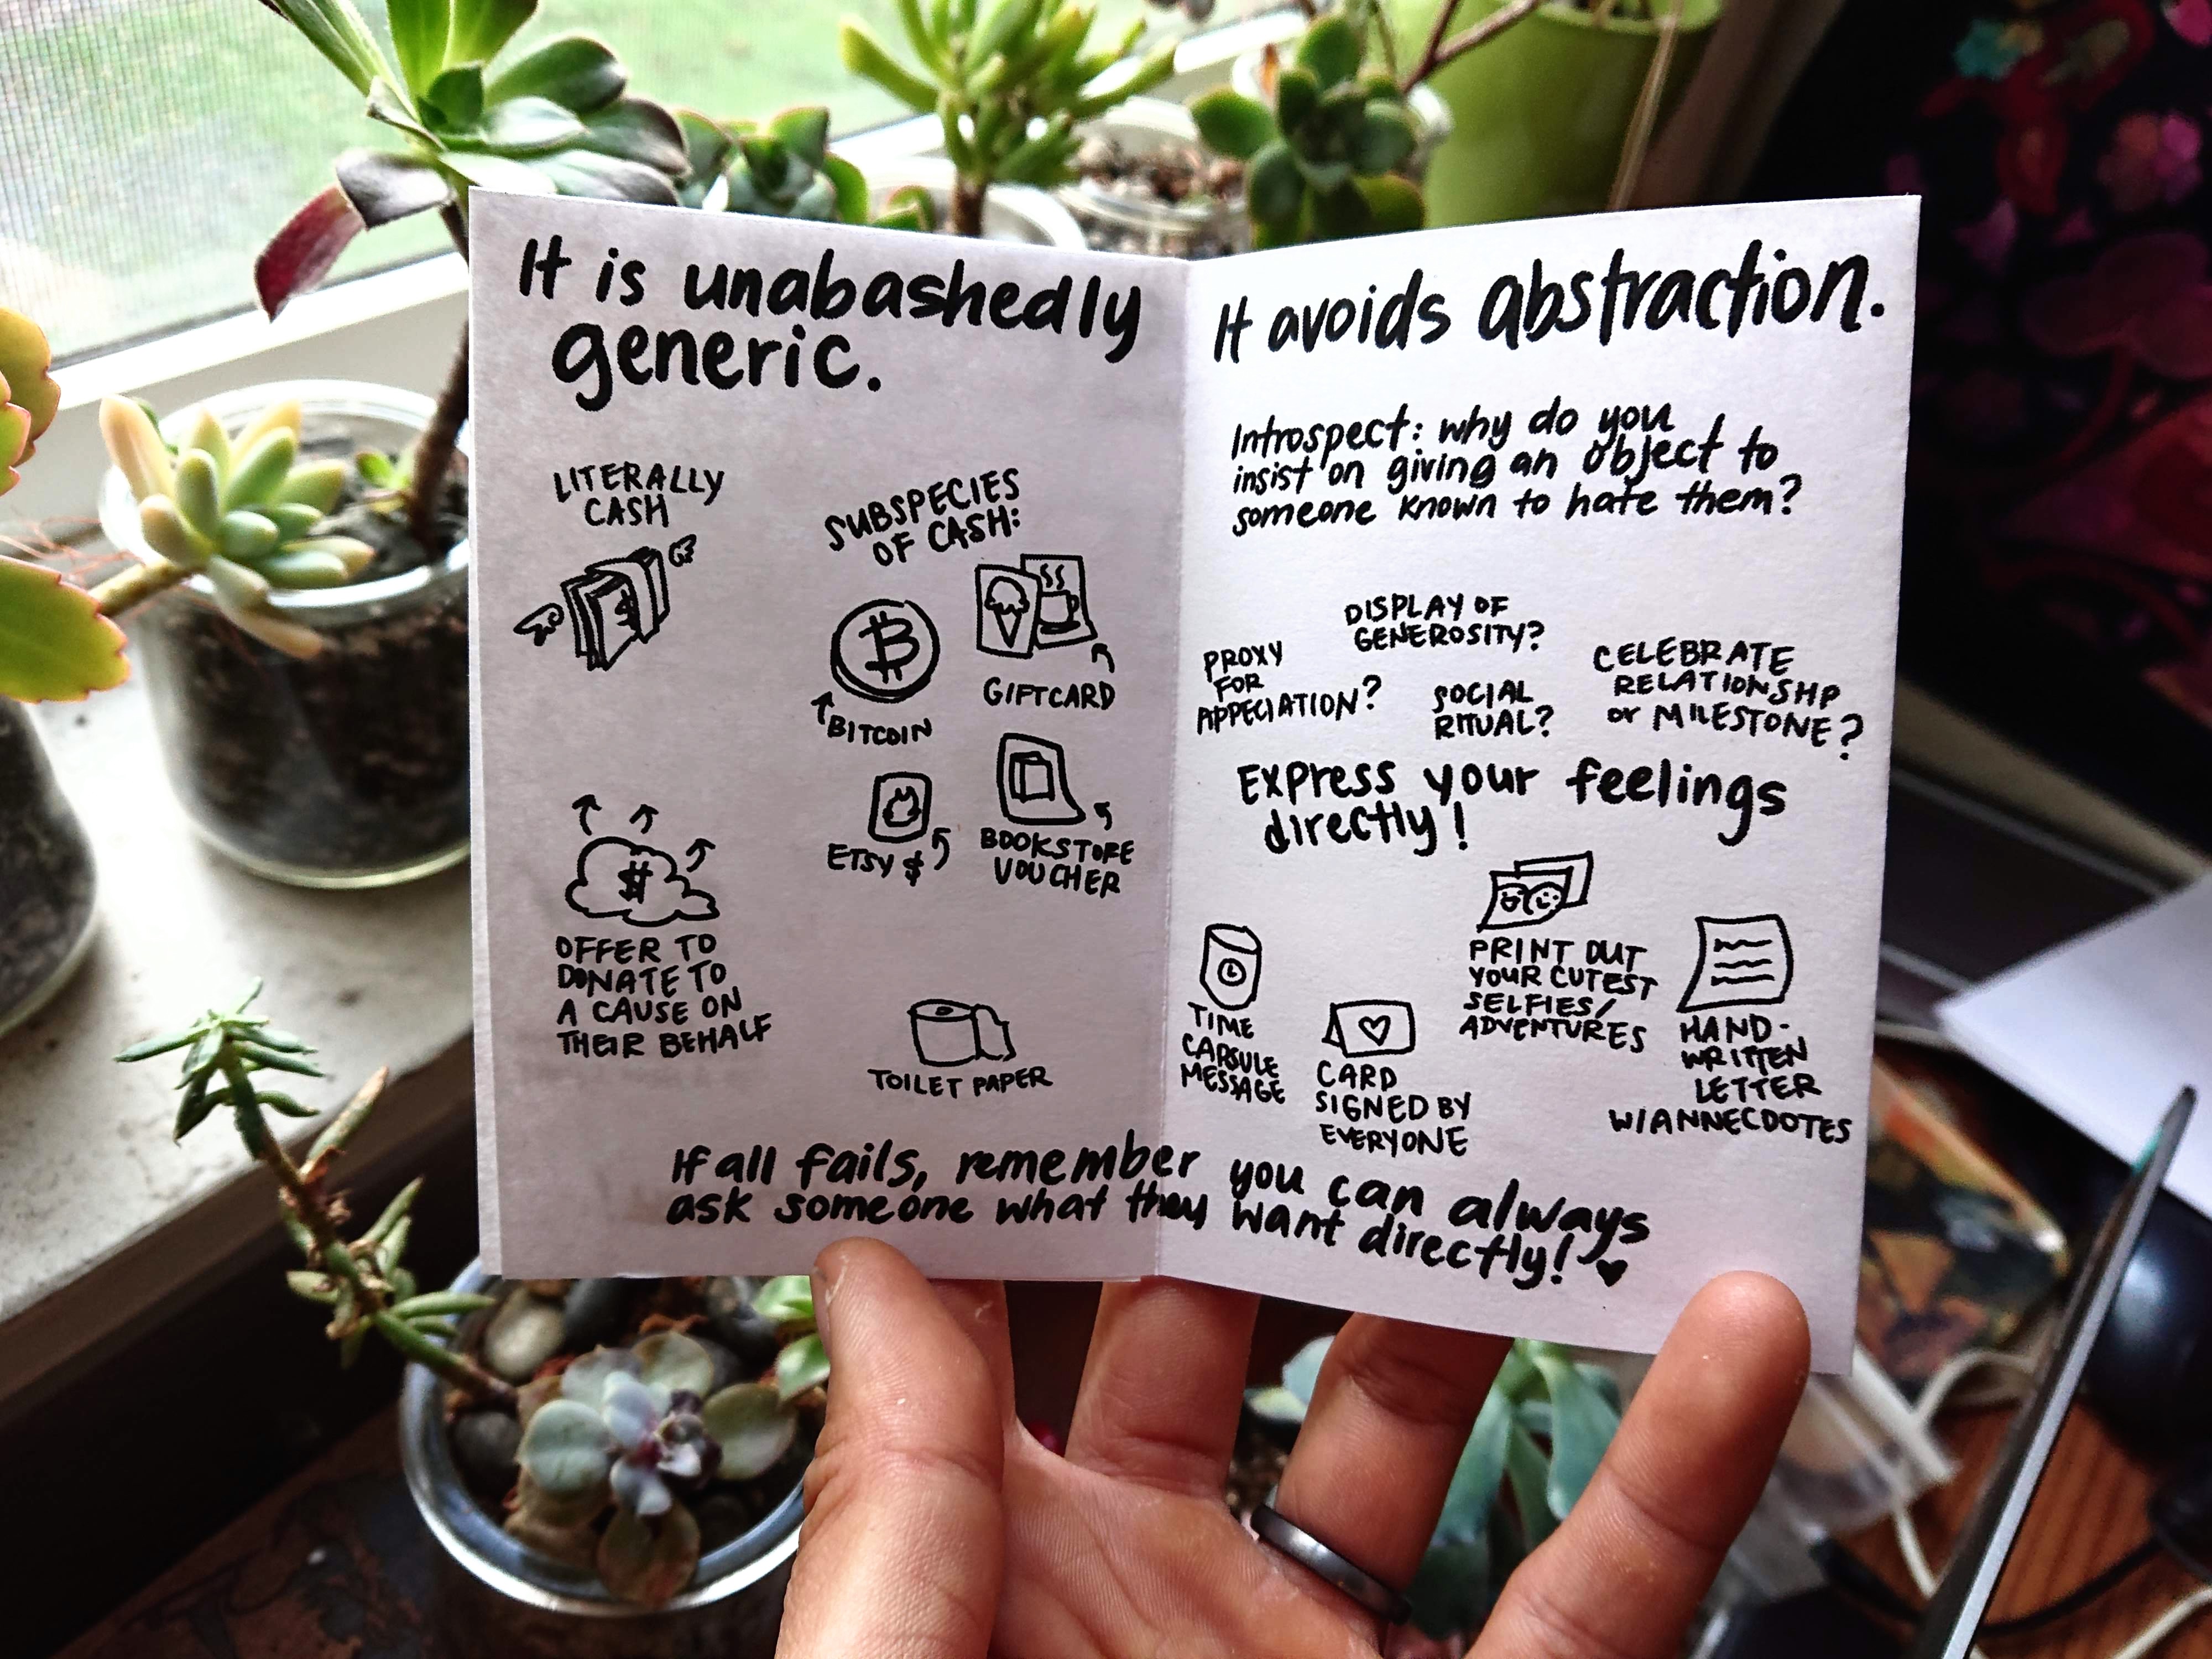 It is unabashedly
generic.
LITERALLY
CASH
SUBSPECIES
OF CASH:
GIFTCARD
BITCOIN
ETSY $
BOOKSTORE
VOUCHER
OFFER TO
DONATE TO
A CAUSE ON
THEIR BEHALF
TOILET PAPER
It avoids abstraction.
Introspect: why do you
insist on giving an object to
someone known to hate them?
DISPLAY OF
GENEROSITY?
PROXY
FOR
APPECIATION?
SOCIAL
RITUAL?
CELEBRATE
RELATIONSHP
or MILESTONE?
Express your feelings
directly!
PRINT OUT
YOUR CUTEST
SELFIES/
ADVENTURES
TIME
CAPSULE
MESSAGE
CARD
SIGNED BY
EVERYONE
HAND-
WRITTEN
LETTER
W/ANNECDOTES
If all fails, remember you can always
ask someone what they want directly! ♥